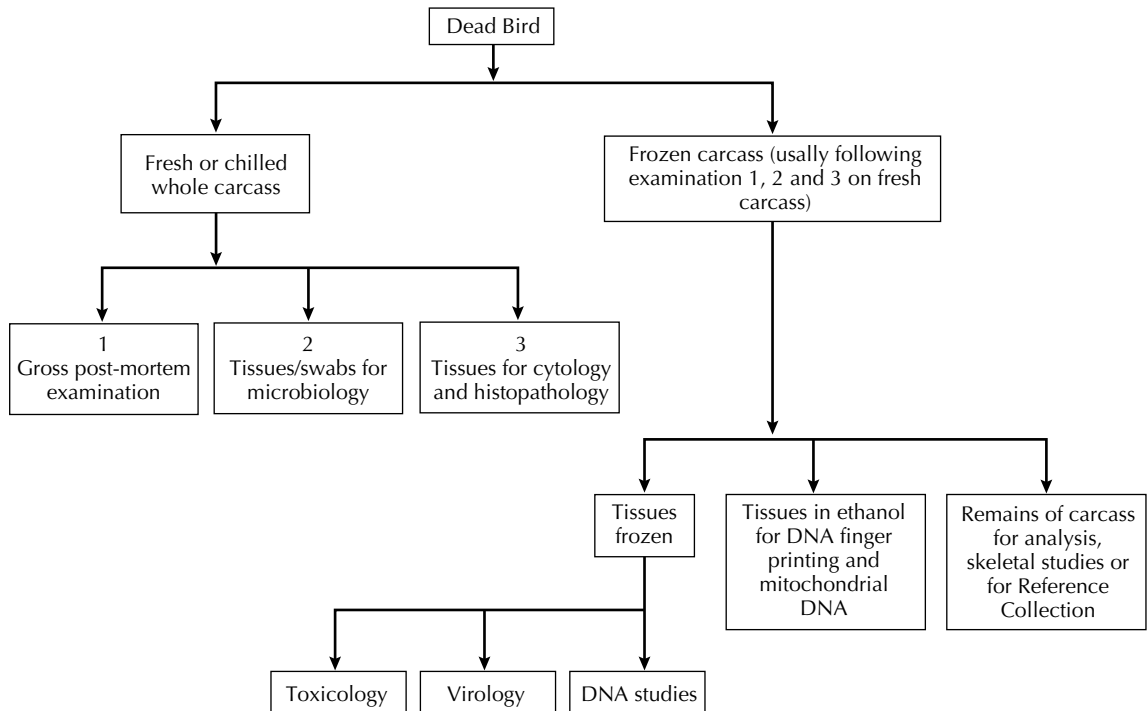 Dead Bird
Fresh or chilled
whole carcass
Frozen carcass (usally following
examination 1, 2 and 3 on fresh
carcass)
1
Gross post-mortem
examination
2
Tissues/swabs for
microbiology
3
Tissues for cytology
and histopathology
Tissues
frozen
Tissues in ethanol
for DNA finger
printing and
mitochondrial
DNA
Remains of carcass
for analysis,
skeletal studies or
for Reference
Collection
Toxicology
Virology
DNA studies